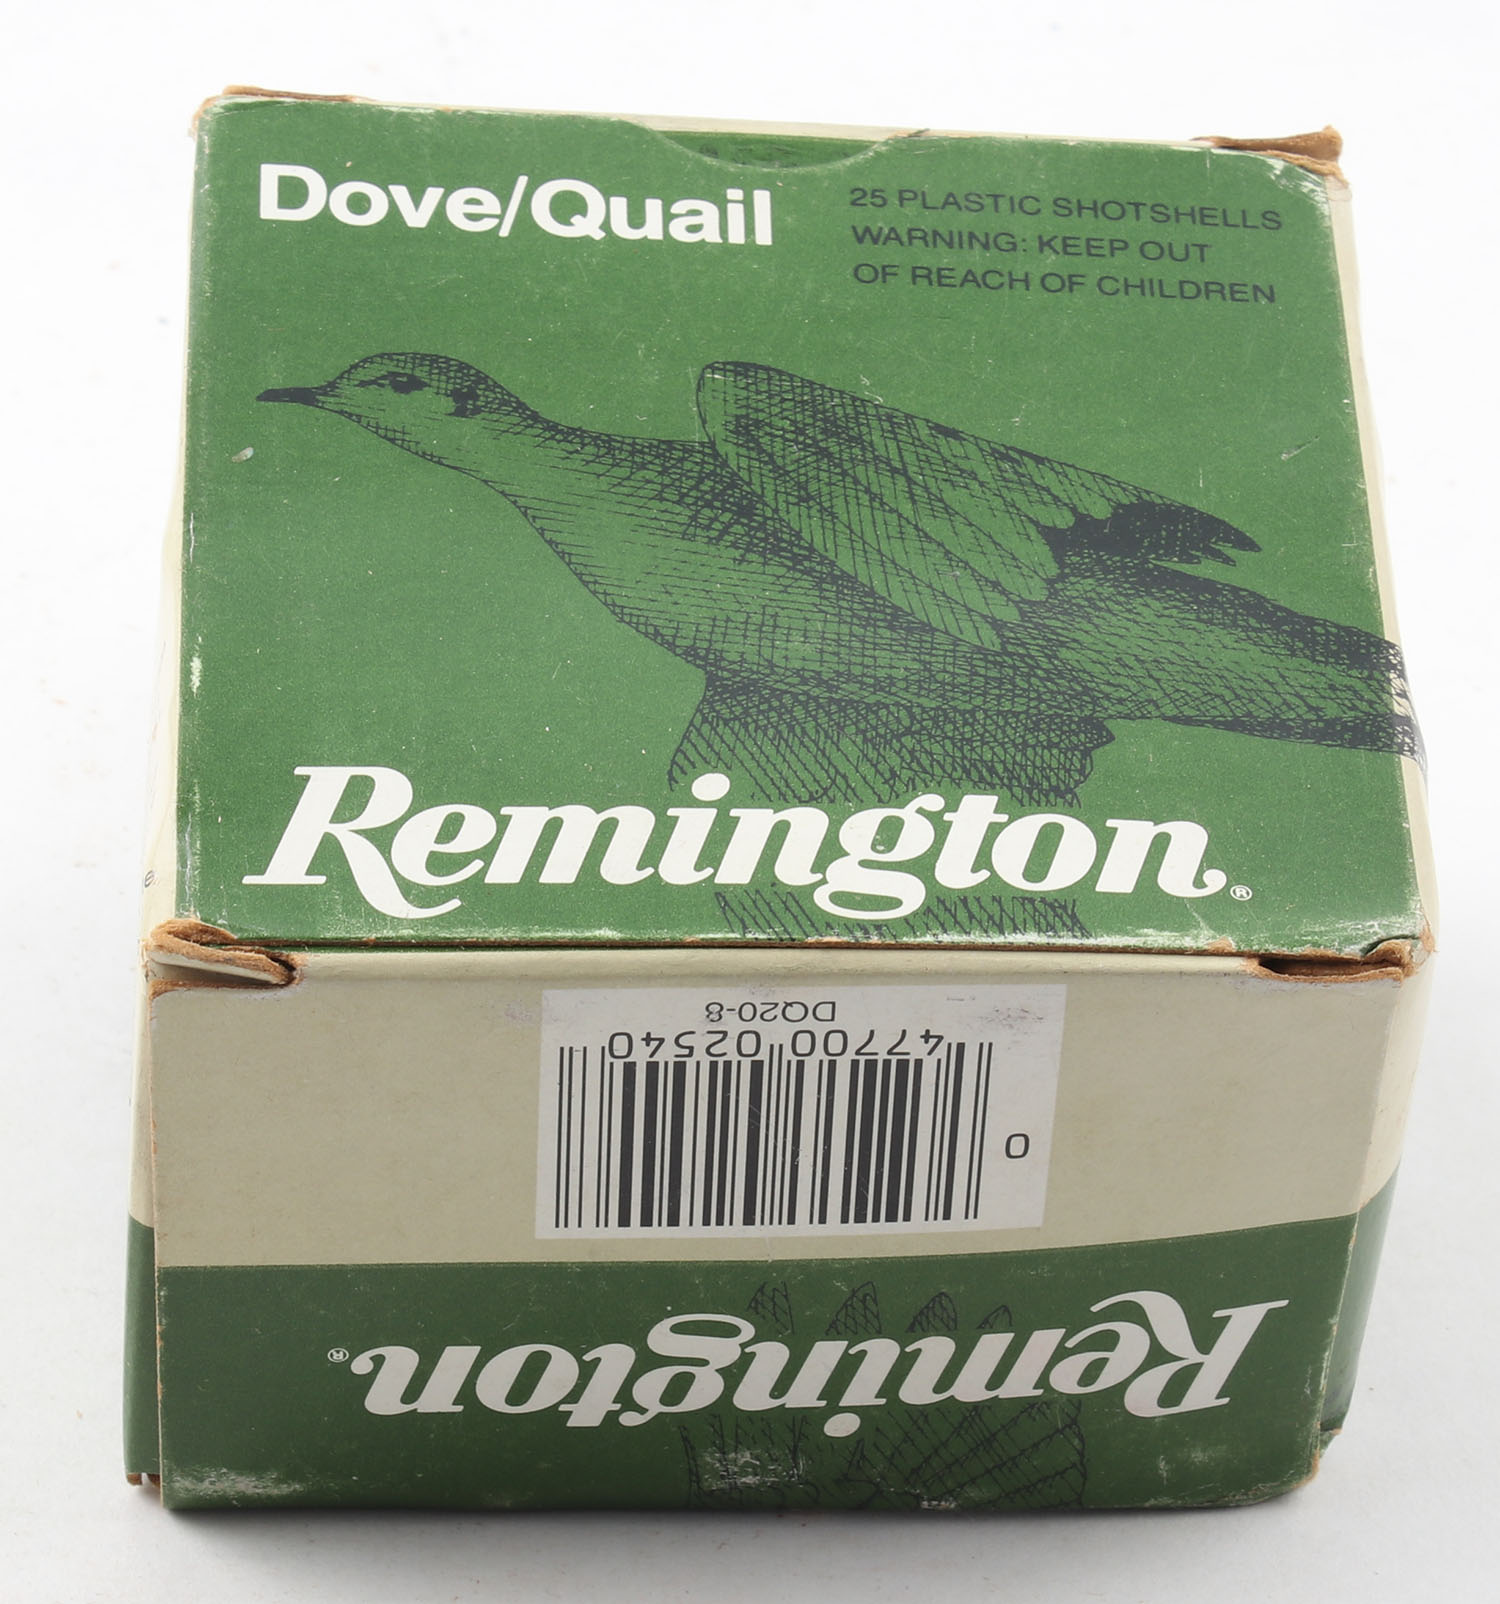 Dove/Quail
25 PLASTIC SHOTSHELLS
WARNING: KEEP OUT
OF REACH OF CHILDREN
Remington®
DQ20-8
0 47700 02540
Remington®
e.